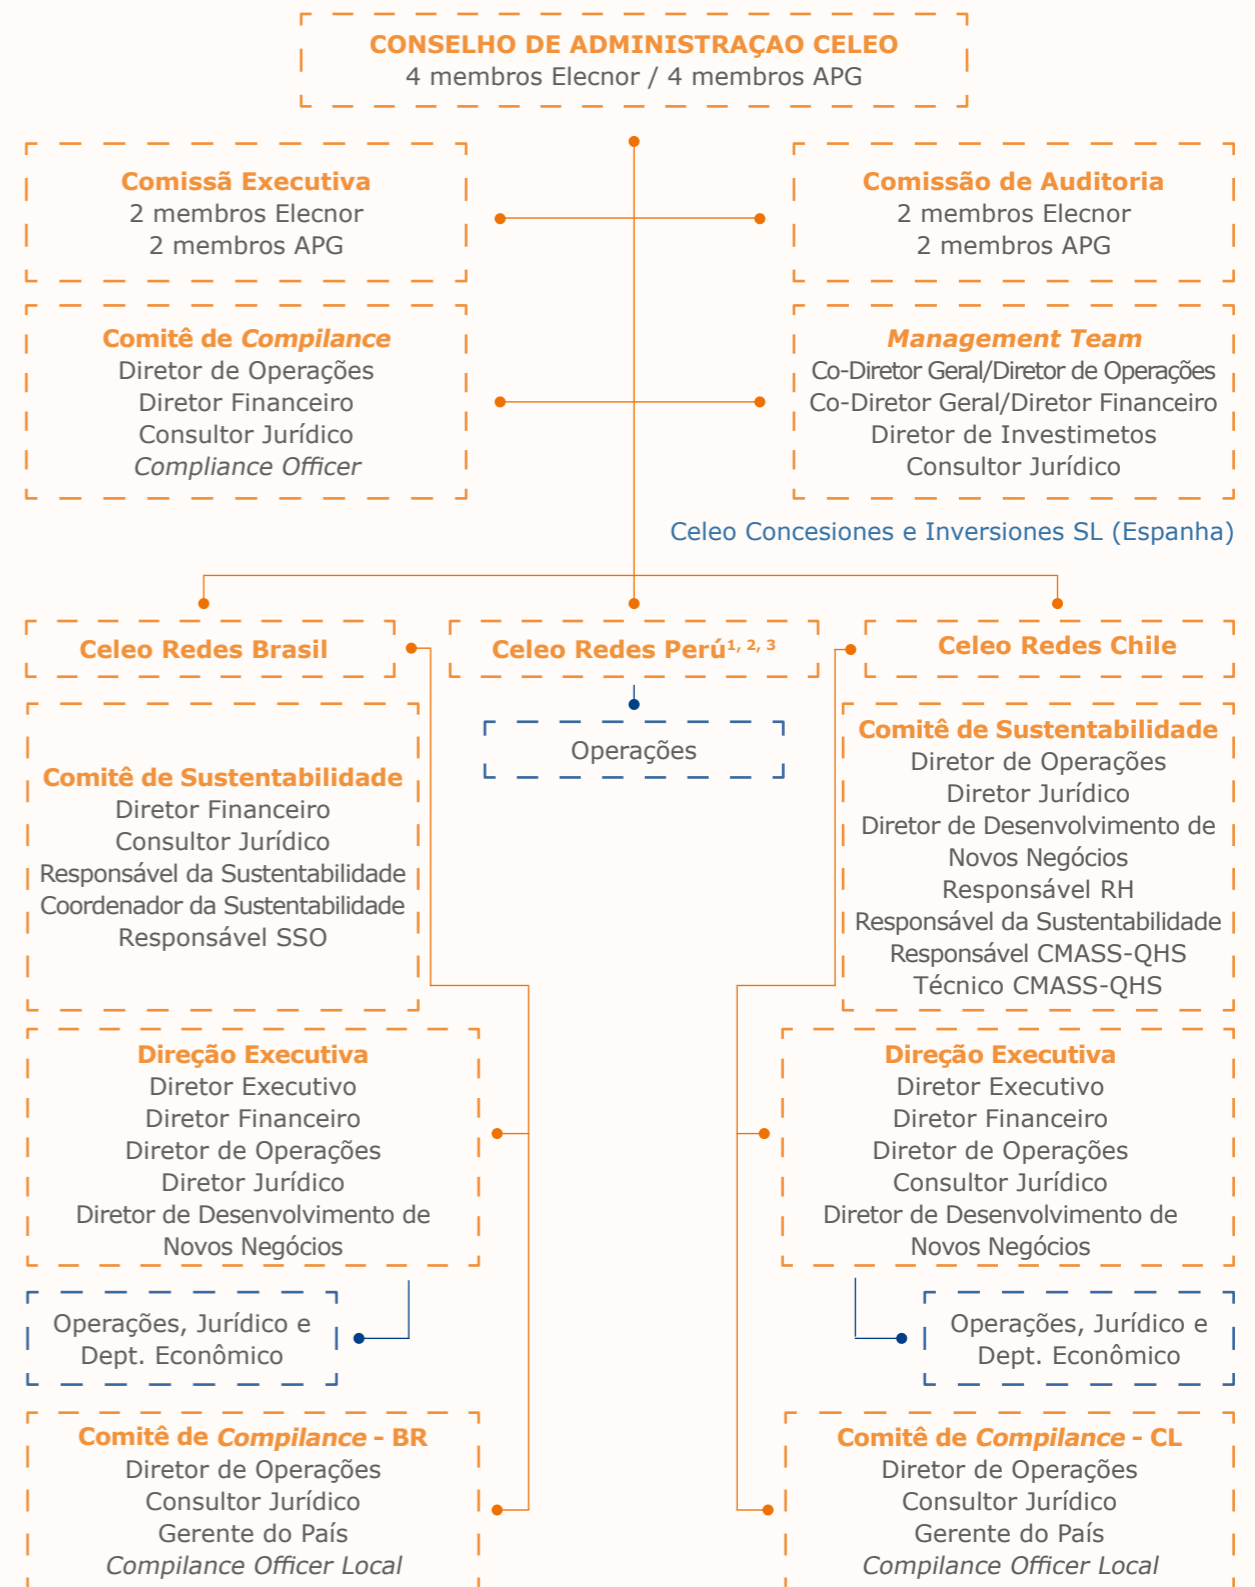 CONSELHO DE ADMINISTRAÇAO CELEO
4 membros Elecnor / 4 membros APG
Comissã Executiva
2 membros Elecnor
2 membros APG
Comissão de Auditoria
2 membros Elecnor
2 membros APG
Comitê de Compilance
Diretor de Operações
Diretor Financeiro
Consultor Jurídico
Compliance Officer
Management Team
Co-Diretor Geral/Diretor de Operações
Co-Diretor Geral/Diretor Financeiro
Diretor de Investimetos
Consultor Jurídico
Celeo Concesiones e Inversiones SL (Espanha)
Celeo Redes Brasil
Celeo Redes Perú¹, ², ³
Celeo Redes Chile
Operações
Comitê de Sustentabilidade
Diretor Financeiro
Consultor Jurídico
Responsável da Sustentabilidade
Coordenador da Sustentabilidade
Responsável SSO
Comitê de Sustentabilidade
Diretor de Operações
Diretor Jurídico
Diretor de Desenvolvimento de
Novos Negócios
Responsável RH
Responsável da Sustentabilidade
Responsável CMASS-QHS
Técnico CMASS-QHS
Direção Executiva
Diretor Executivo
Diretor Financeiro
Diretor de Operações
Diretor Jurídico
Diretor de Desenvolvimento de
Novos Negócios
Direção Executiva
Diretor Executivo
Diretor Financeiro
Diretor de Operações
Consultor Jurídico
Diretor de Desenvolvimento de
Novos Negócios
Operações, Jurídico e
Dept. Econômico
Operações, Jurídico e
Dept. Econômico
Comitê de Compilance - BR
Diretor de Operações
Consultor Jurídico
Gerente do País
Compilance Officer Local
Comitê de Compilance - CL
Diretor de Operações
Consultor Jurídico
Gerente do País
Compilance Officer Local